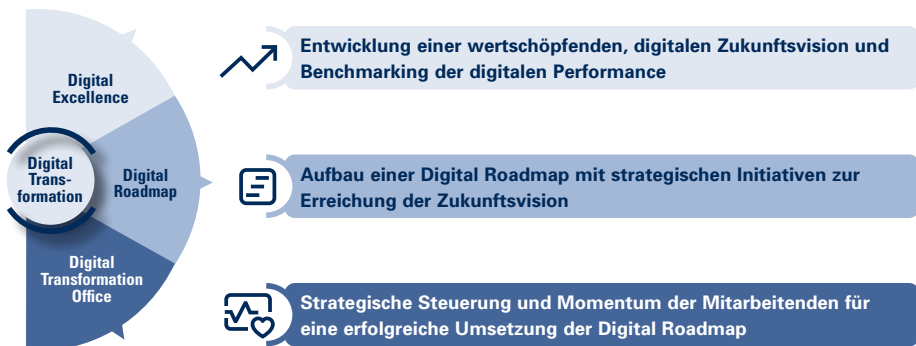 Digital
Excellence
Entwicklung einer wertschöpfenden, digitalen Zukunftsvision und
Benchmarking der digitalen Performance
Digital
Trans-
formation
Digital
Roadmap
Aufbau einer Digital Roadmap mit strategischen Initiativen zur
Erreichung der Zukunftsvision
Digital
Transformation
Office
Strategische Steuerung und Momentum der Mitarbeitenden für
eine erfolgreiche Umsetzung der Digital Roadmap